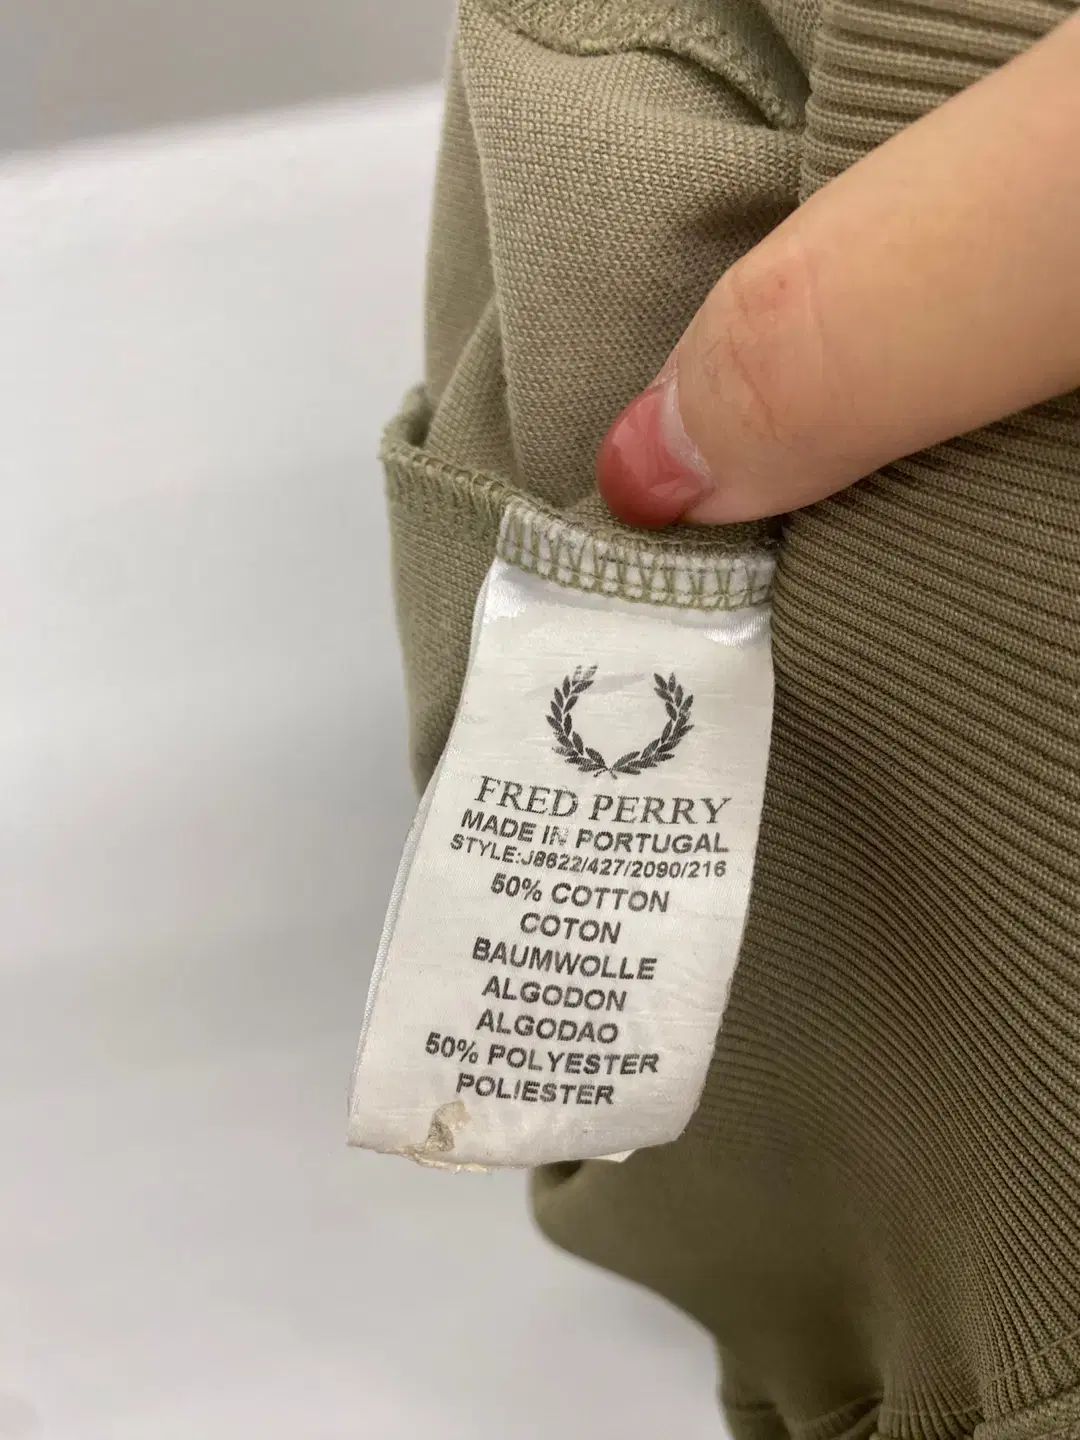 FRED PERRY
MADE IN PORTUGAL
STYLE:J8622/427/2090/216
50% COTTON
COTON
BAUMWOLLE
ALGODON
ALGODAO
50% POLYESTER
POLIESTER